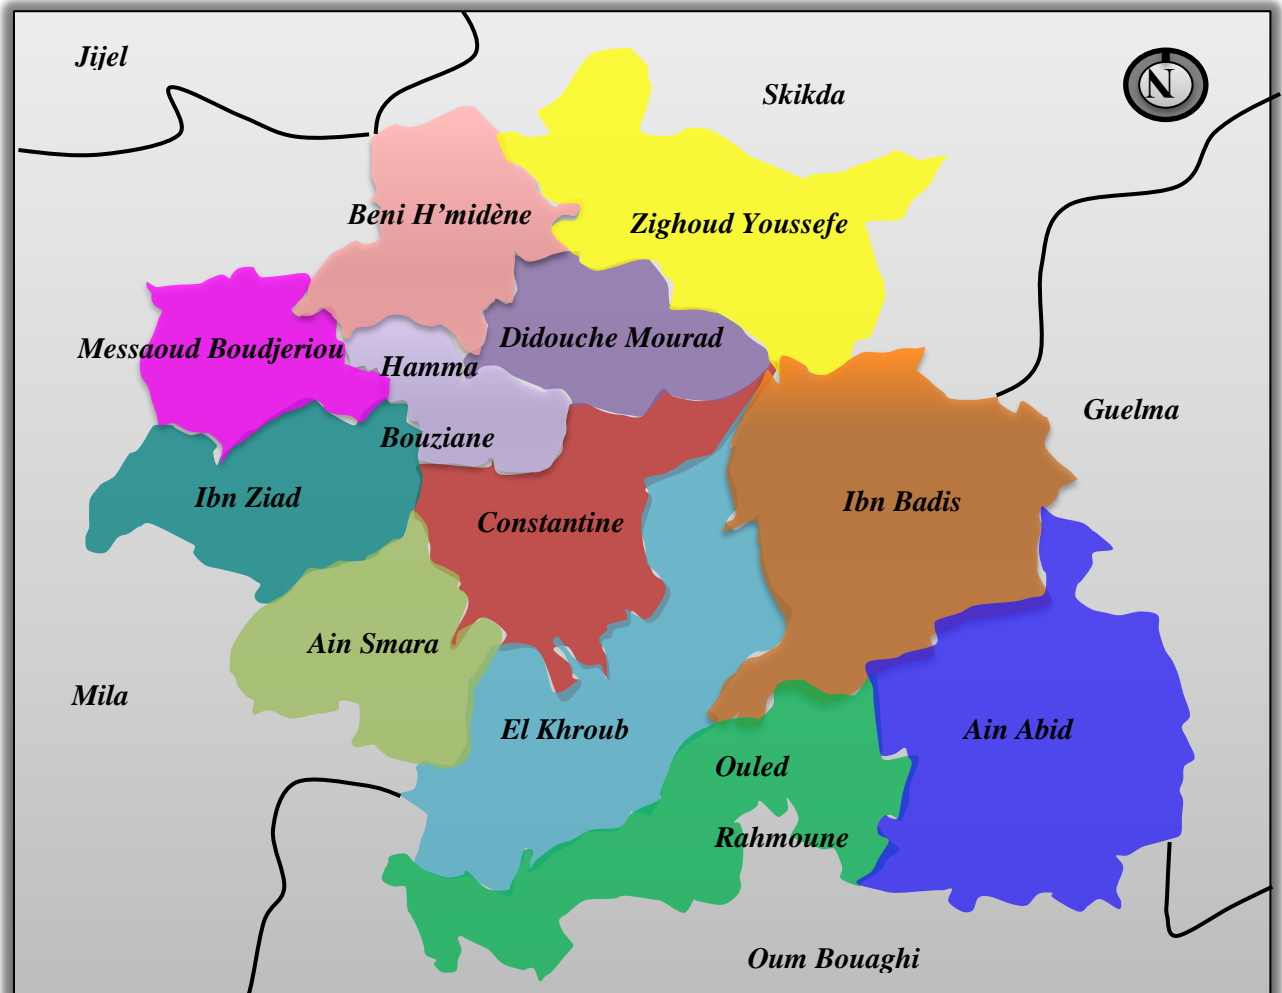 Jijel
Skikda
N
Beni H’midène
Zighoud Youssefe
Messaoud Boudjeriou
Hamma
Didouche Mourad
Bouziane
Guelma
Ibn Ziad
Constantine
Ibn Badis
Ain Smara
Mila
El Khroub
Ain Abid
Ouled
Rahmoune
Oum Bouaghi